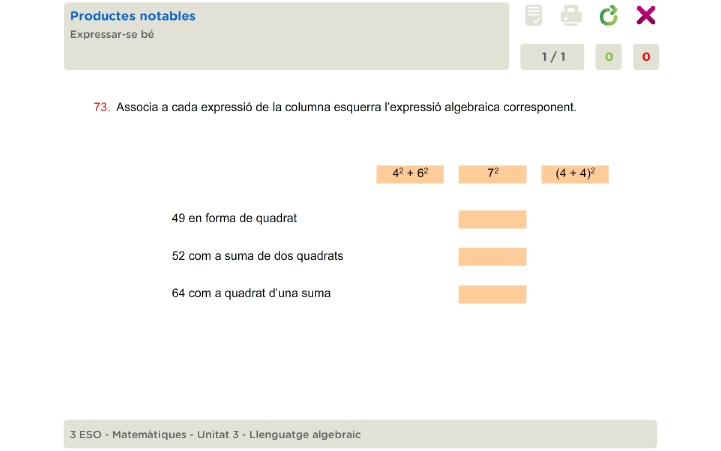 Productes notables
Expressar-se bé
1 / 1
0
0
73. Associa a cada expressió de la columna esquerra l'expressió algebraica corresponent.
4² + 6²
7²
(4 + 4)²
49 en forma de quadrat
52 com a suma de dos quadrats
64 com a quadrat d'una suma
3 ESO - Matemàtiques - Unitat 3 - Llenguatge algebraic